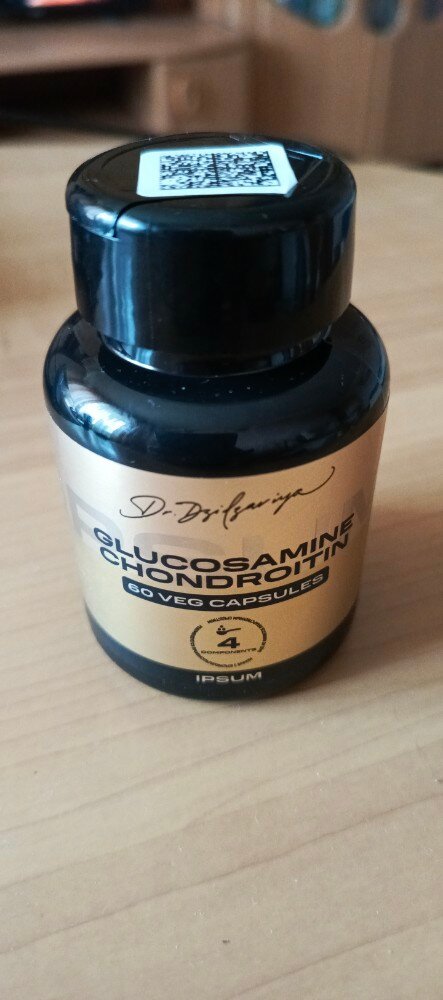 Dr. Dzilzariya
GLUCOSAMINE
CHONDROITIN
60 VEG CAPSULES
4
COMPONENTS
IPSUM